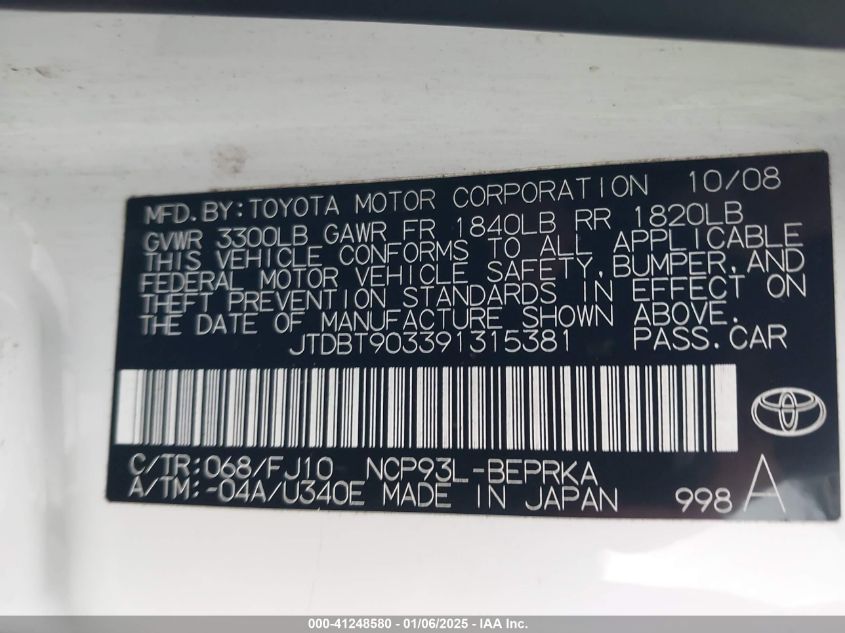 MFD.BY:TOYOTA MOTOR CORPORATION 10/08
GVWR 3300LB GAWR FR 1840LB RR 1820LB
THIS VEHICLE CONFORMS TO ALL APPLICABLE
FEDERAL MOTOR VEHICLE SAFETY,BUMPER,AND
THEFT PREVENTION STANDARDS IN EFFECT ON
THE DATE OF MANUFACTURE SHOWN ABOVE.
JTDBT903391315381 PASS.CAR
C/TR:068/FJ10 NCP93L-BEPRKA
A/TM:-04A/U340E MADE IN JAPAN 998 A
000-41248580 - 01/06/2025 - IAA, Inc.